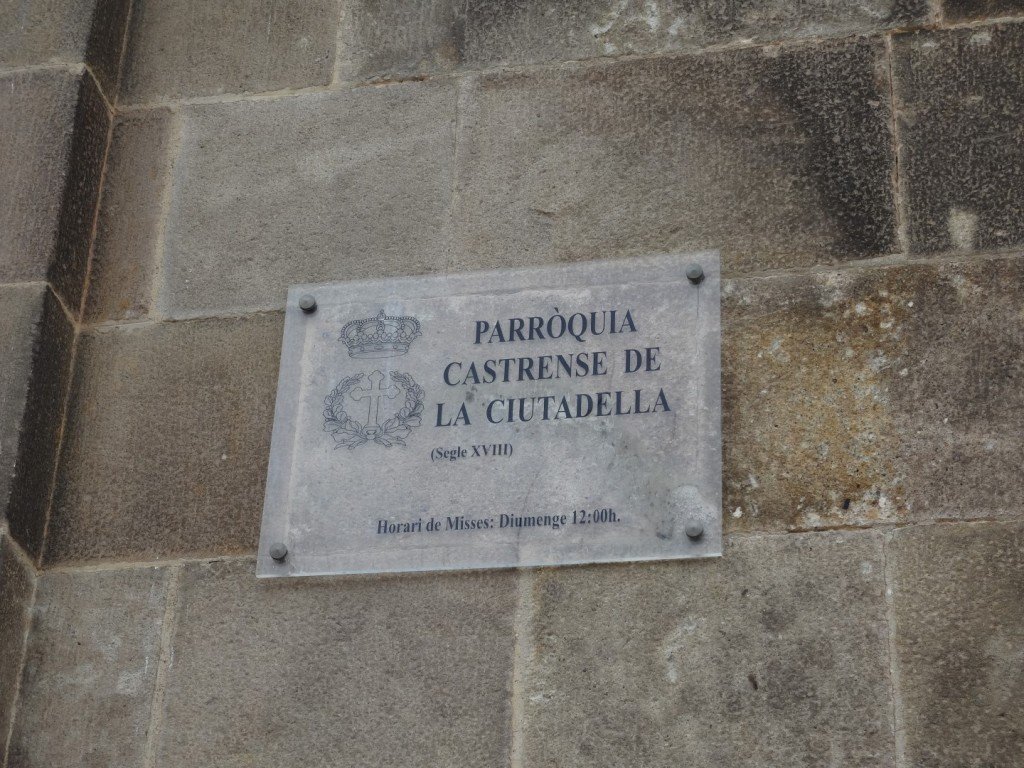 PARRÒQUIA
CASTRENSE DE
LA CIUTADELLA
(Segle XVIII)
Horari de Misses: Diumenge 12:00h.